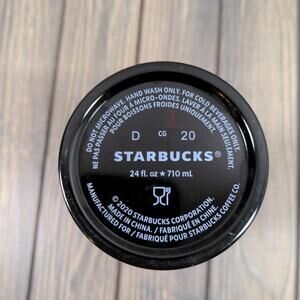 DO NOT MICROWAVE. HAND WASH ONLY. FOR COLD BEVERAGES ONLY.
NE PAS PASSER AU FOUR À MICRO-ONDES. LAVER À LA MAIN SEULEMENT.
POUR BOISSONS FROIDES UNIQUEMENT.
D CG 20
STARBUCKS®
24 fl. oz ★ 710 mL
© 2020 STARBUCKS CORPORATION.
MADE IN CHINA. / FABRIQUÉ EN CHINE.
MANUFACTURED FOR / FABRIQUÉ POUR STARBUCKS COFFEE CO.